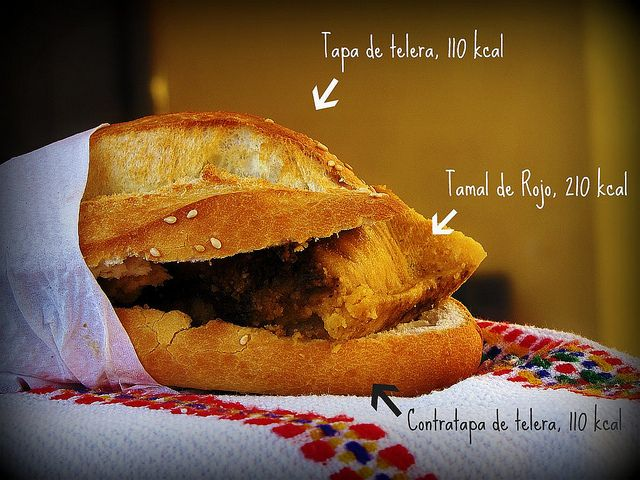 Tapa de telera, 110 kcal
Tamal de Rojo, 210 kcal
Contratapa de telera, 110 kcal